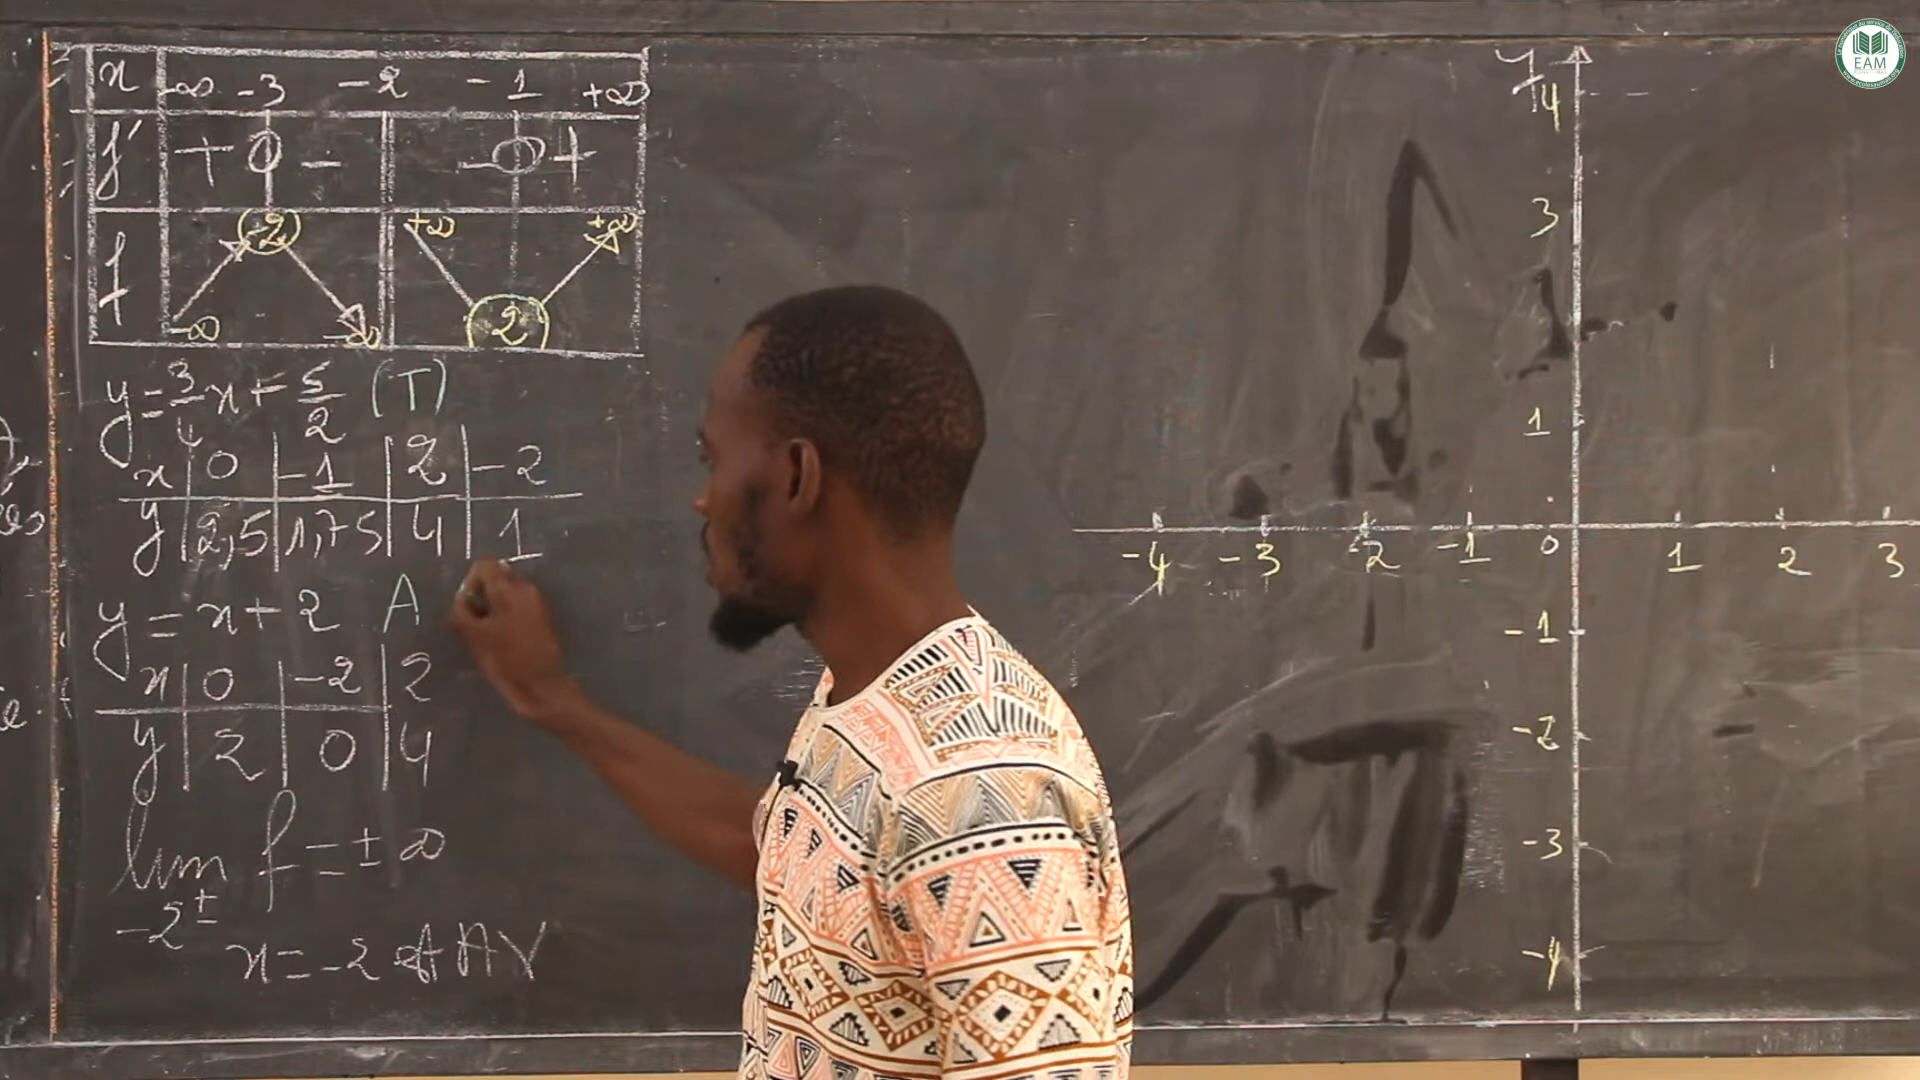 x -∞ -3 -2 -1 +∞
f' + 0 - - 0 +
-2 +∞ +∞
f
-∞ -∞ 2
y = 3/4 x + 5/2 (T)
x 0 -1 2 -2
y 2,5 1,75 4 1
y = x + 2 A
x 0 -2 2
y 2 0 4
lim f = ± ∞
-2±
x = -2 AAV
y
4
3
1
-4 -3 -2 -1 0 1 2 3
-1
-2
-3
-4
EAM